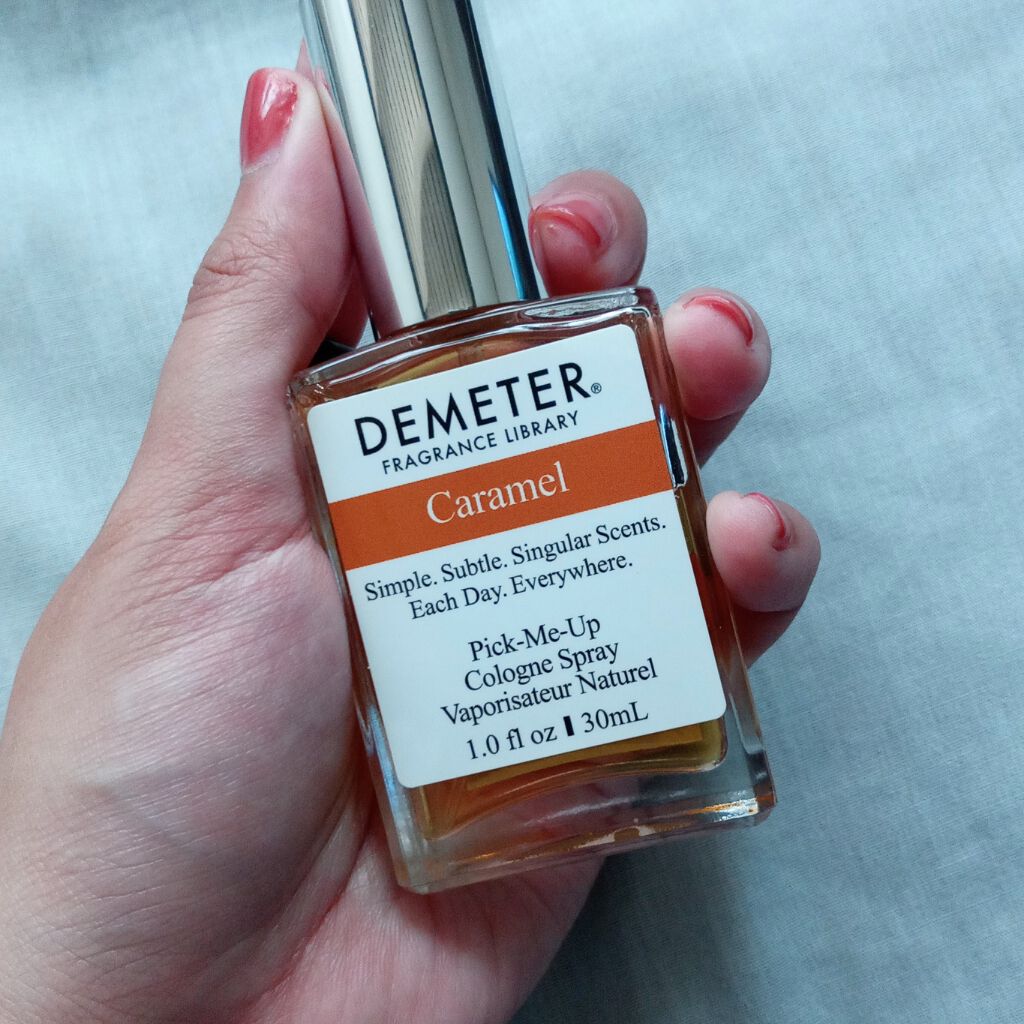 DEMETER®
FRAGRANCE LIBRARY
Caramel
Simple. Subtle. Singular Scents.
Each Day. Everywhere.
Pick-Me-Up
Cologne Spray
Vaporisateur Naturel
1.0 fl oz ❚ 30mL